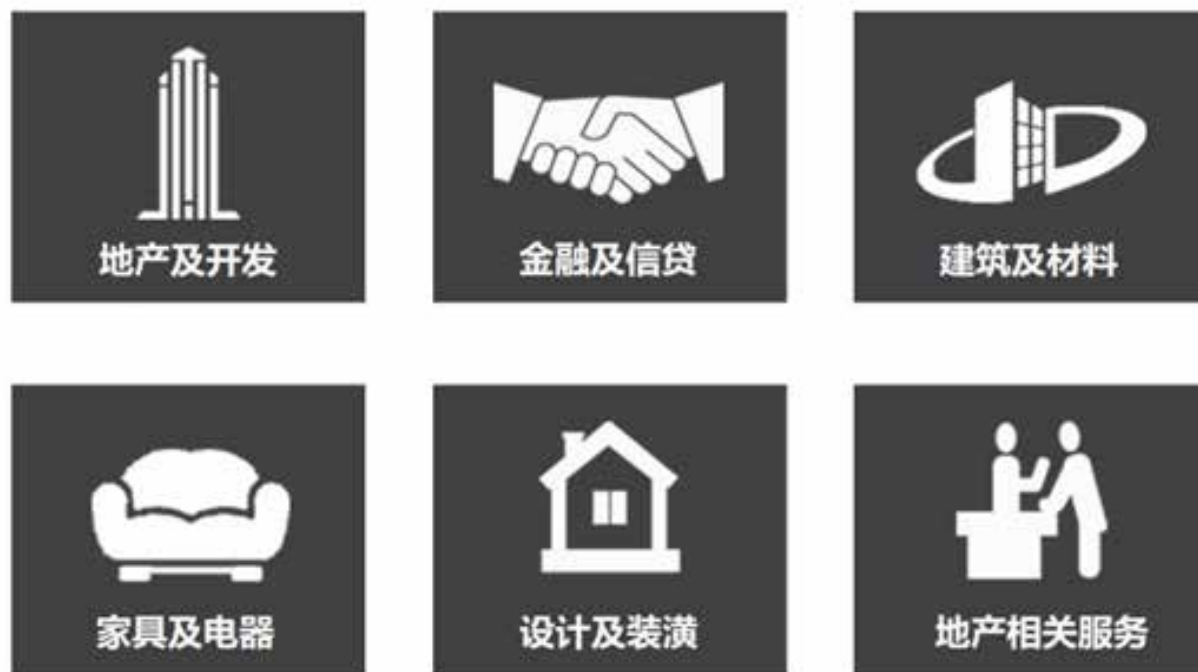 地产及开发
金融及信贷
建筑及材料
家具及电器
设计及装潢
地产相关服务